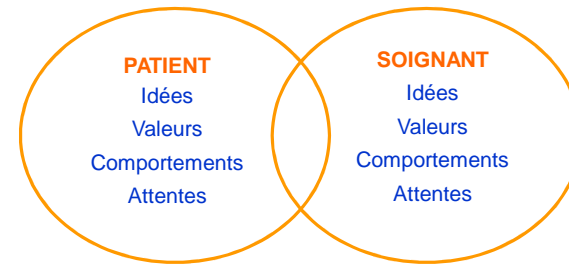 PATIENT
Idées
Valeurs
Comportements
Attentes
SOIGNANT
Idées
Valeurs
Comportements
Attentes